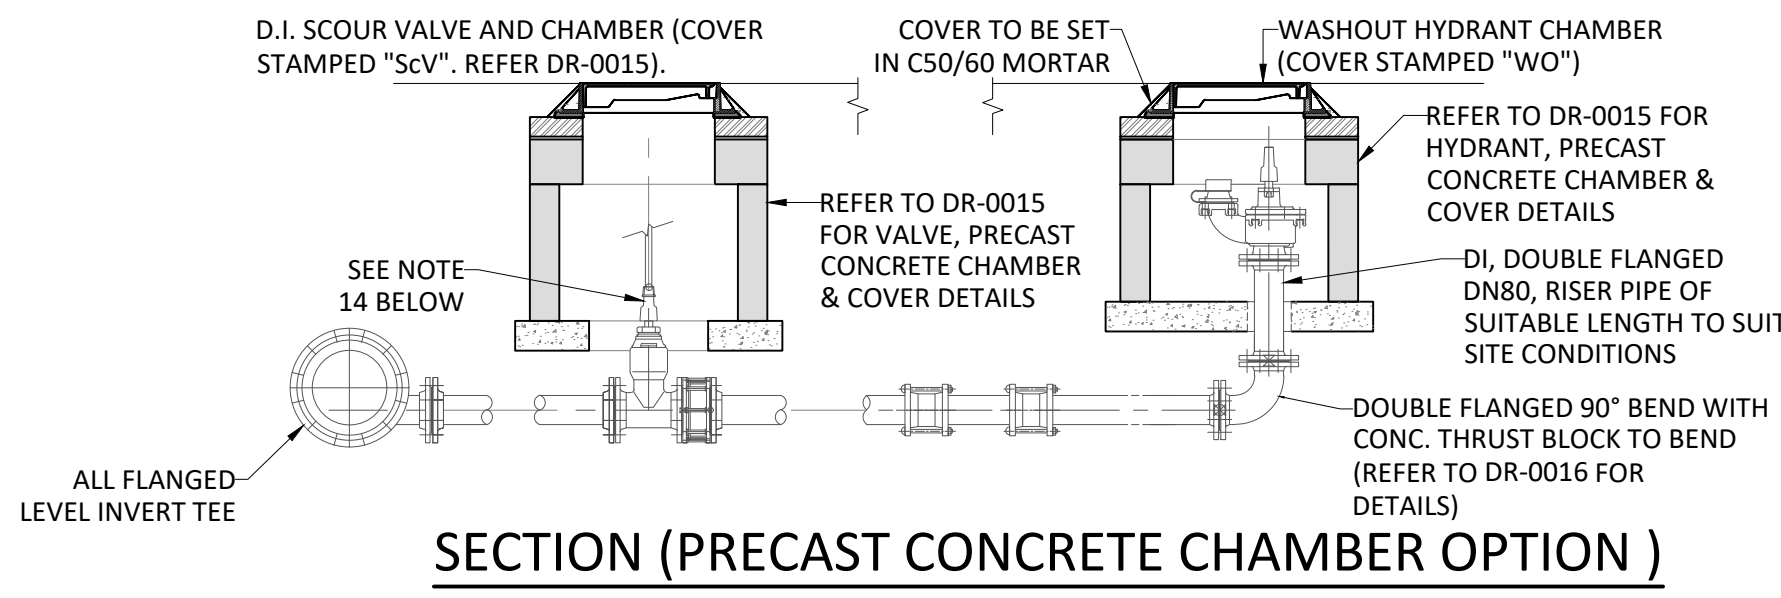 D.I. SCOUR VALVE AND CHAMBER (COVER
STAMPED "ScV". REFER DR-0015).
COVER TO BE SET
IN C50/60 MORTAR
WASHOUT HYDRANT CHAMBER
(COVER STAMPED "WO")
REFER TO DR-0015 FOR
HYDRANT, PRECAST
CONCRETE CHAMBER &
COVER DETAILS
REFER TO DR-0015
FOR VALVE, PRECAST
CONCRETE CHAMBER
& COVER DETAILS
SEE NOTE
14 BELOW
DI, DOUBLE FLANGED
DN80, RISER PIPE OF
SUITABLE LENGTH TO SUIT
SITE CONDITIONS
DOUBLE FLANGED 90° BEND WITH
CONC. THRUST BLOCK TO BEND
(REFER TO DR-0016 FOR
DETAILS)
ALL FLANGED
LEVEL INVERT TEE
SECTION (PRECAST CONCRETE CHAMBER OPTION )